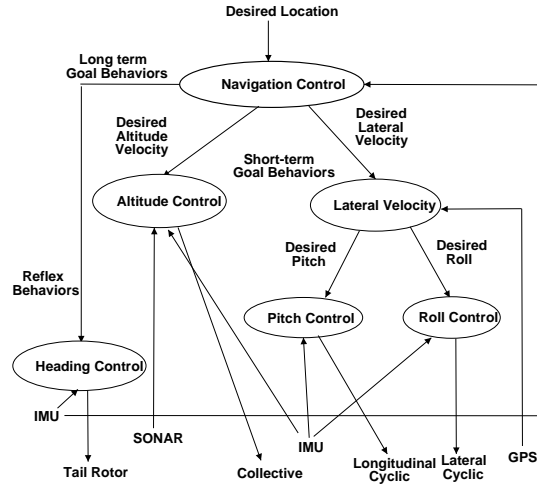 Desired Location
Long term
Goal Behaviors
Navigation Control
Desired
Altitude
Velocity
Desired
Lateral
Velocity
Short-term
Goal Behaviors
Altitude Control
Lateral Velocity
Desired
Pitch
Desired
Roll
Reflex
Behaviors
Pitch Control
Roll Control
Heading Control
IMU
SONAR
IMU
GPS
Tail Rotor
Collective
Longitudinal
Cyclic
Lateral
Cyclic